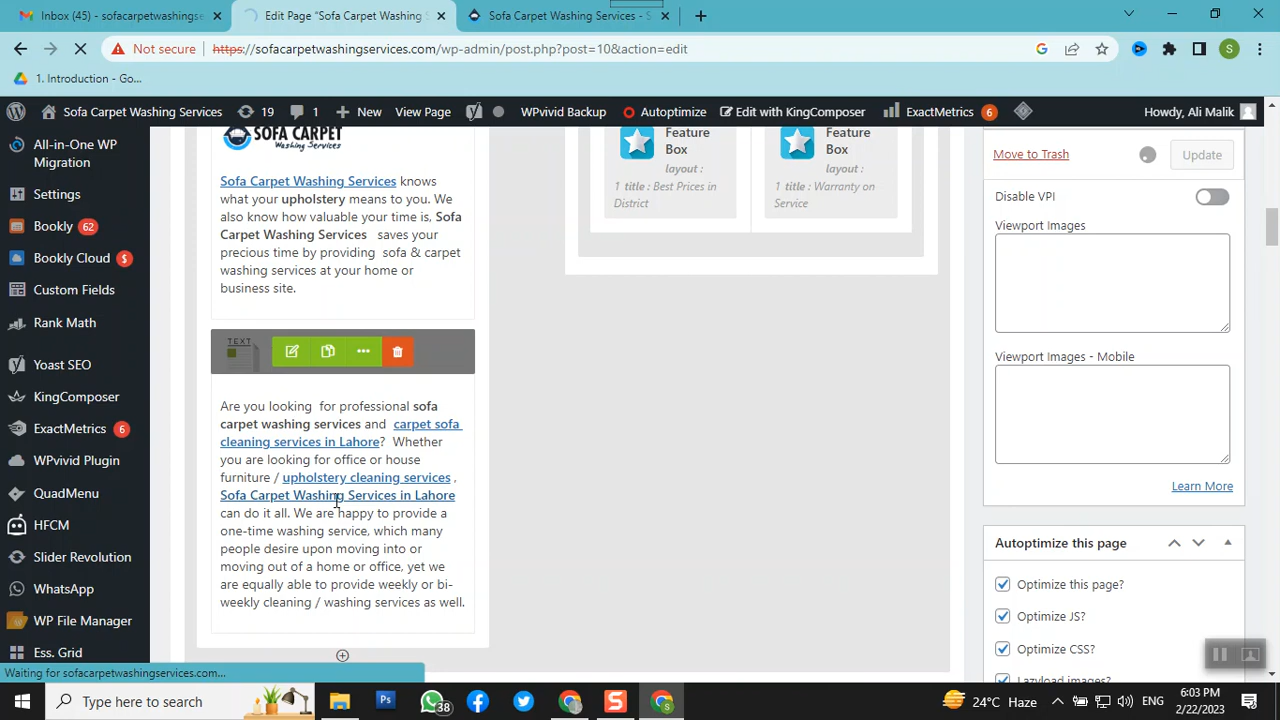 Inbox (45) - sofacarpetwashingse
Edit Page "Sofa Carpet Washing S
Sofa Carpet Washing Services - S
Not secure
https://sofacarpetwashingservices.com/wp-admin/post.php?post=10&action=edit
S
1. Introduction - Go...
Sofa Carpet Washing Services
19
1
New
View Page
WPvivid Backup
Autoptimize
Edit with KingComposer
ExactMetrics
6
Howdy, Ali Malik
All-in-One WP
Migration
Settings
Bookly 62
Bookly Cloud $
Custom Fields
Rank Math
Yoast SEO
KingComposer
ExactMetrics 6
WPvivid Plugin
QuadMenu
HFCM
Slider Revolution
WhatsApp
WP File Manager
Ess. Grid
SOFA CARPET
Washing Services
Sofa Carpet Washing Services knows
what your upholstery means to you. We
also know how valuable your time is, Sofa
Carpet Washing Services saves your
precious time by providing sofa & carpet
washing services at your home or
business site.
TEXT
Are you looking for professional sofa
carpet washing services and carpet sofa
cleaning services in Lahore? Whether
you are looking for office or house
furniture / upholstery cleaning services ,
Sofa Carpet Washing Services in Lahore
can do it all. We are happy to provide a
one-time washing service, which many
people desire upon moving into or
moving out of a home or office, yet we
are equally able to provide weekly or bi-
weekly cleaning / washing services as well.
Feature
Box
layout :
1 title : Best Prices in
District
Feature
Box
layout :
1 title : Warranty on
Service
Move to Trash
Update
Disable VPI
Viewport Images
Viewport Images - Mobile
Learn More
Autoptimize this page
Optimize this page?
Optimize JS?
Optimize CSS?
Lazyload images?
Waiting for sofacarpetwashingservices.com...
Type here to search
Ps
38
S
24°C Haze
ENG
6:03 PM
2/22/2023